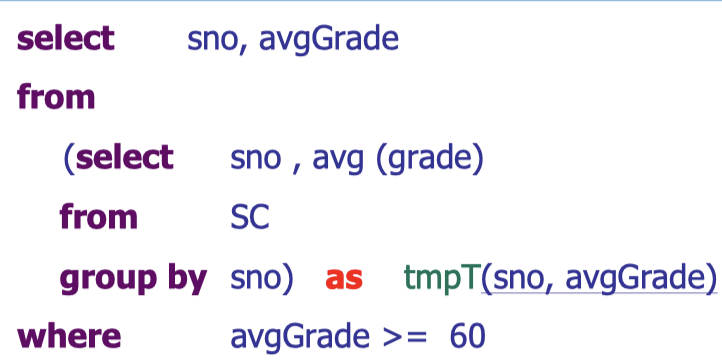 select sno, avgGrade
from
(select sno , avg (grade)
from SC
group by sno) as tmpT(sno, avgGrade)
where avgGrade >= 60